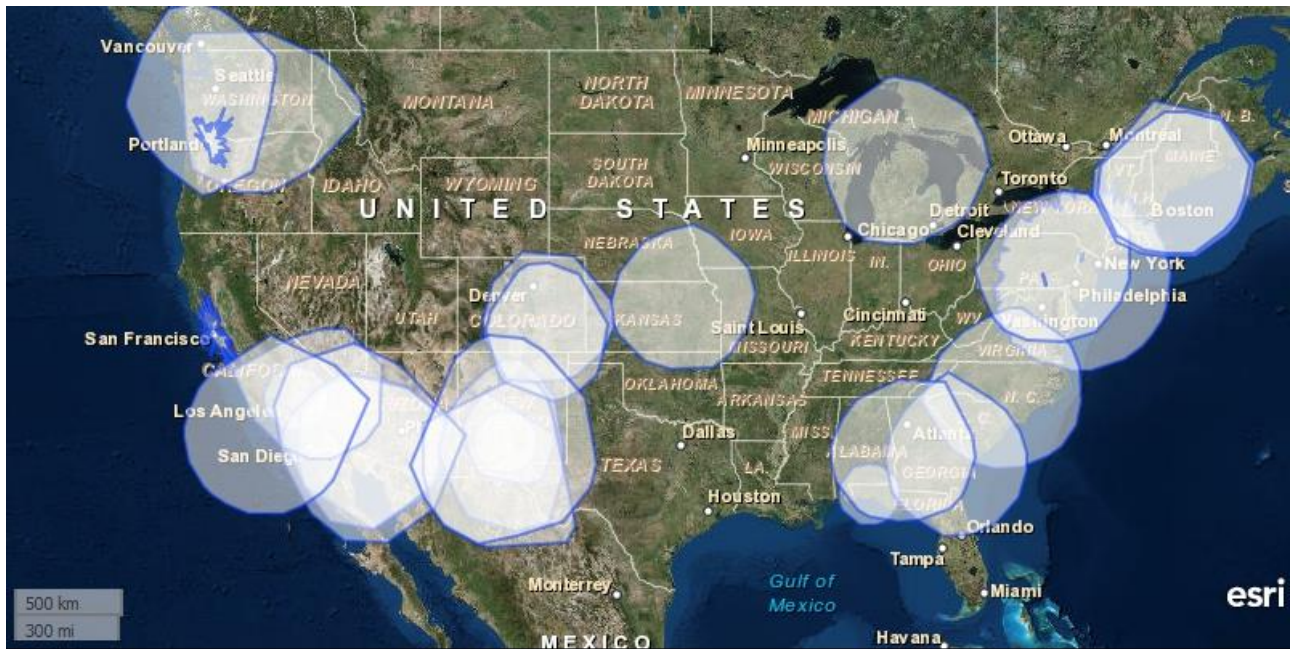 Vancouver
Seattle
WASHINGTON
Portland
OREGON
IDAHO
MONTANA
NORTH
DAKOTA
MINNESOTA
SOUTH
DAKOTA
Minneapolis
WISCONSIN
MICHIGAN
Ottawa
Montréal
N. B.
MAINE
VT.
Toronto
WYOMING
UNITED STATES
NEBRASKA
IOWA
Detroit
Chicago
Cleveland
Boston
NEVADA
UTAH
Denver
COLORADO
KANSAS
ILLINOIS
IN.
OHIO
PA.
New York
Philadelphia
Saint Louis
MISSOURI
Cincinnati
WV
Washington
VIRGINIA
KENTUCKY
San Francisco
OKLAHOMA
TENNESSEE
N. C.
ARKANSAS
Los Angeles
San Diego
Dallas
MISS.
ALABAMA
Atlanta
GEORGIA
TEXAS
LA.
Houston
FLORIDA
Orlando
Tampa
Miami
Gulf of
Mexico
Monterrey
MEXICO
Havana
500 km
300 mi
esri